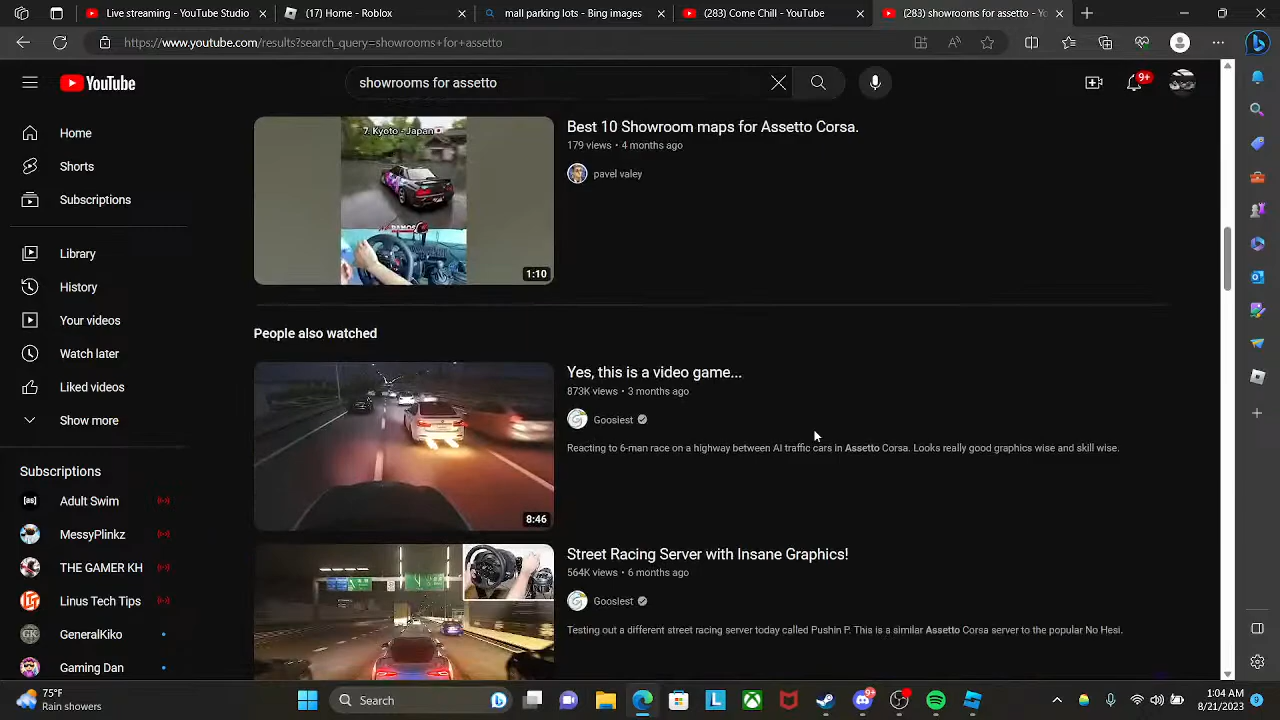 Live streaming - YouTube Studio
(17) Home - Roblox
mall parking lots - Bing images
(283) Come Chill - YouTube
(283) showrooms for assetto - Yo
https://www.youtube.com/results?search_query=showrooms+for+assetto
YouTube
showrooms for assetto
9+
Home
Shorts
Subscriptions
Library
History
Your videos
Watch later
Liked videos
Show more
Subscriptions
Adult Swim
MessyPlinkz
THE GAMER KH
Linus Tech Tips
GeneralKiko
Gaming Dan
7. Kyoto - Japan
1:10
Best 10 Showroom maps for Assetto Corsa.
179 views • 4 months ago
pavel valey
People also watched
8:46
Yes, this is a video game...
873K views • 3 months ago
Goosiest
Reacting to 6-man race on a highway between AI traffic cars in Assetto Corsa. Looks really good graphics wise and skill wise.
Street Racing Server with Insane Graphics!
564K views • 6 months ago
Goosiest
Testing out a different street racing server today called Pushin P. This is a similar Assetto Corsa server to the popular No Hesi.
75°F
Rain showers
Search
9+
1:04 AM
8/21/2023